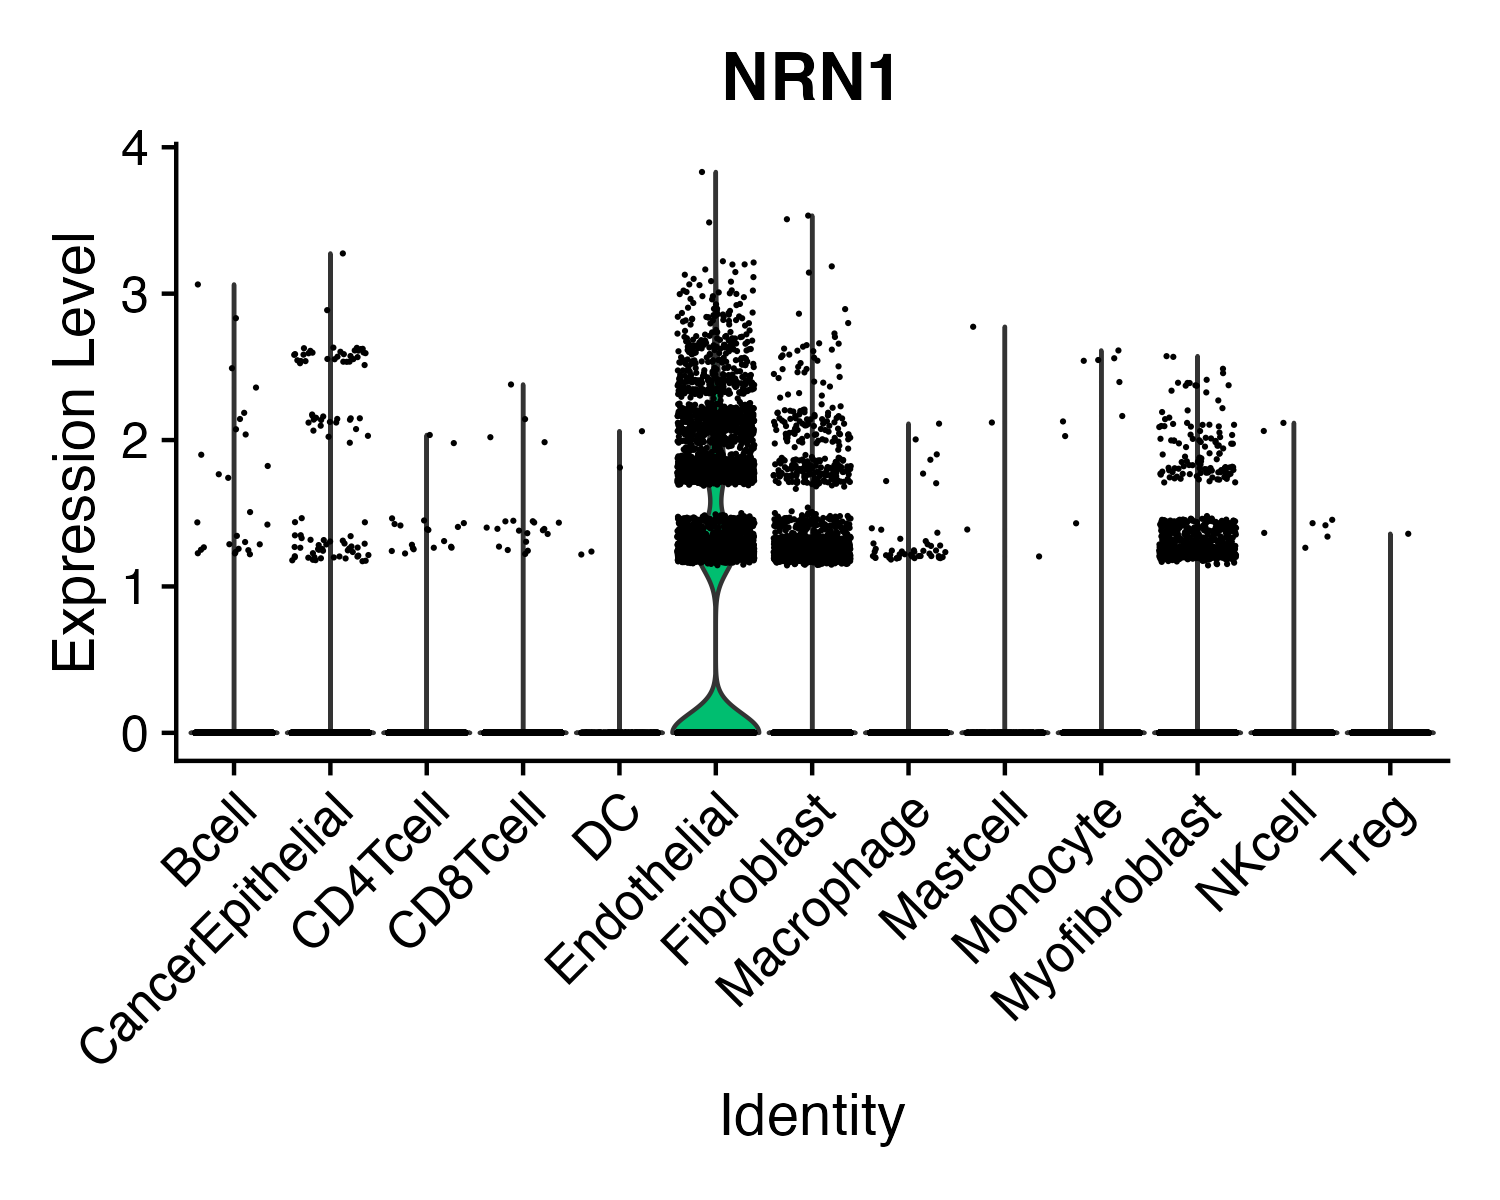 NRN1
Expression Level
4
3
2
1
0
Bcell
CancerEpithelial
CD4Tcell
CD8Tcell
DC
Endothelial
Fibroblast
Macrophage
Mastcell
Monocyte
Myofibroblast
NKcell
Treg
Identity